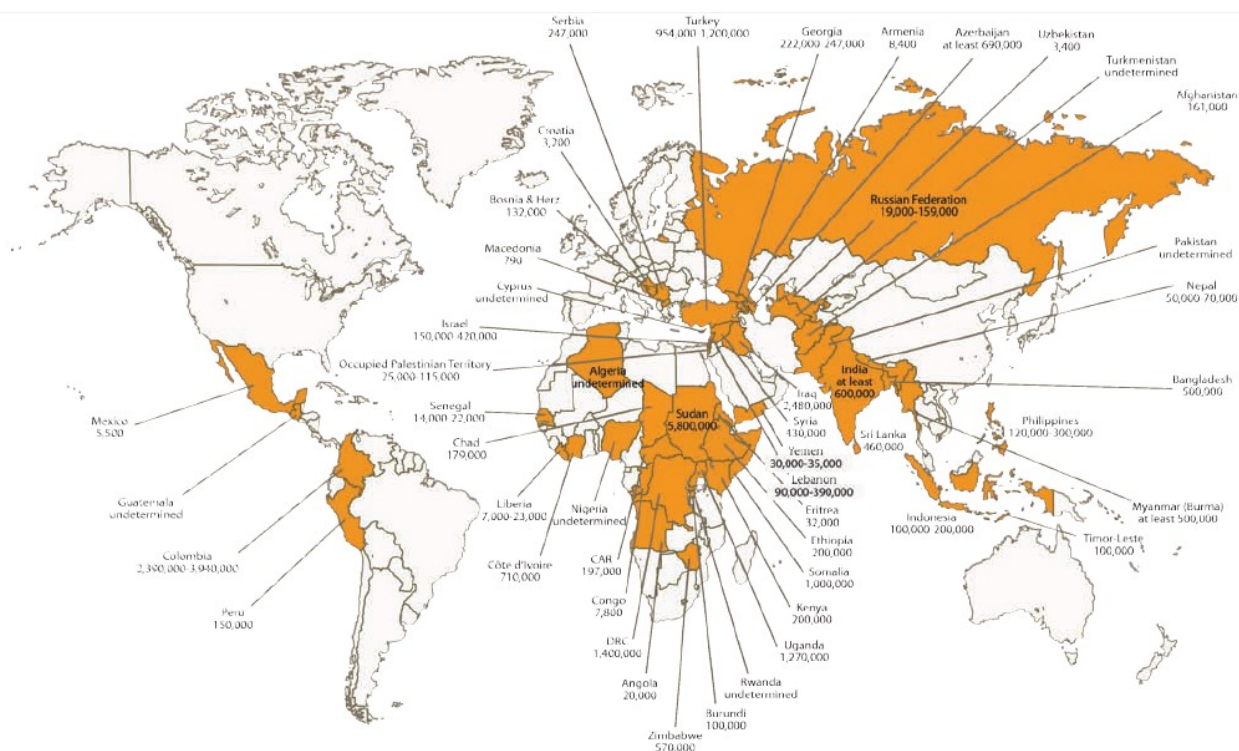 Serbia
247,000
Turkey
954,000-1,200,000
Georgia
222,000-247,000
Armenia
8,400
Azerbaijan
at least 690,000
Uzbekistan
3,400
Turkmenistan
undetermined
Afghanistan
161,000
Croatia
3,200
Bosnia & Herz
132,000
Macedonia
790
Cyprus
undetermined
Israel
150,000-420,000
Occupied Palestinian Territory
25,000-115,000
Russian Federation
19,000-159,000
Pakistan
undetermined
Nepal
50,000-70,000
Bangladesh
500,000
India
at least
600,000
Algeria
undetermined
Sudan
5,800,000
Senegal
14,000-22,000
Chad
179,000
Mexico
5,500
Guatemala
undetermined
Colombia
2,390,000-3,940,000
Peru
150,000
Liberia
7,000-23,000
Nigeria
undetermined
Côte d'Ivoire
710,000
CAR
197,000
Congo
7,800
DRC
1,400,000
Angola
20,000
Zimbabwe
570,000
Burundi
100,000
Rwanda
undetermined
Uganda
1,270,000
Kenya
200,000
Somalia
1,000,000
Ethiopia
200,000
Eritrea
32,000
Lebanon
90,000-390,000
Yemen
30,000-35,000
Syria
430,000
Iraq
2,480,000
Sri Lanka
460,000
Philippines
120,000-300,000
Indonesia
100,000-200,000
Myanmar (Burma)
at least 500,000
Timor-Leste
100,000